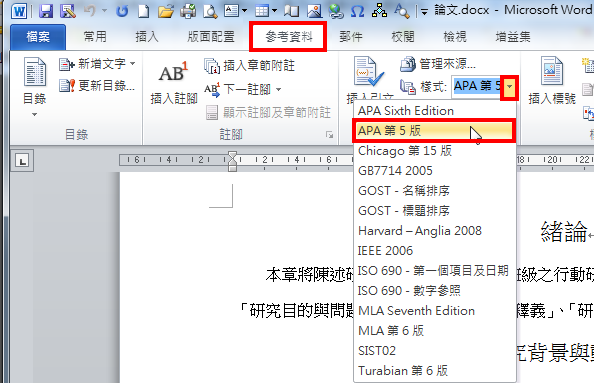 論文.docx - Microsoft Word
檔案 常用 插入 版面配置 參考資料 郵件 校閱 檢視 增益集
目錄
新增文字
更新目錄...
AB¹
插入註腳
插入章節附註
下一註腳
顯示註腳及章節附註
註腳
插入引文
管理來源...
樣式: APA 第 5
插入標號
APA Sixth Edition
APA 第 5 版
Chicago 第 15 版
GB7714 2005
GOST - 名稱排序
GOST - 標題排序
Harvard – Anglia 2008
IEEE 2006
ISO 690 - 第一個項目及日期
ISO 690 - 數字參照
MLA Seventh Edition
MLA 第 6 版
SIST02
Turabian 第 6 版
緒論
本章將陳述研 班級之行動研
「研究目的與問題 釋義」、「研
究背景與動